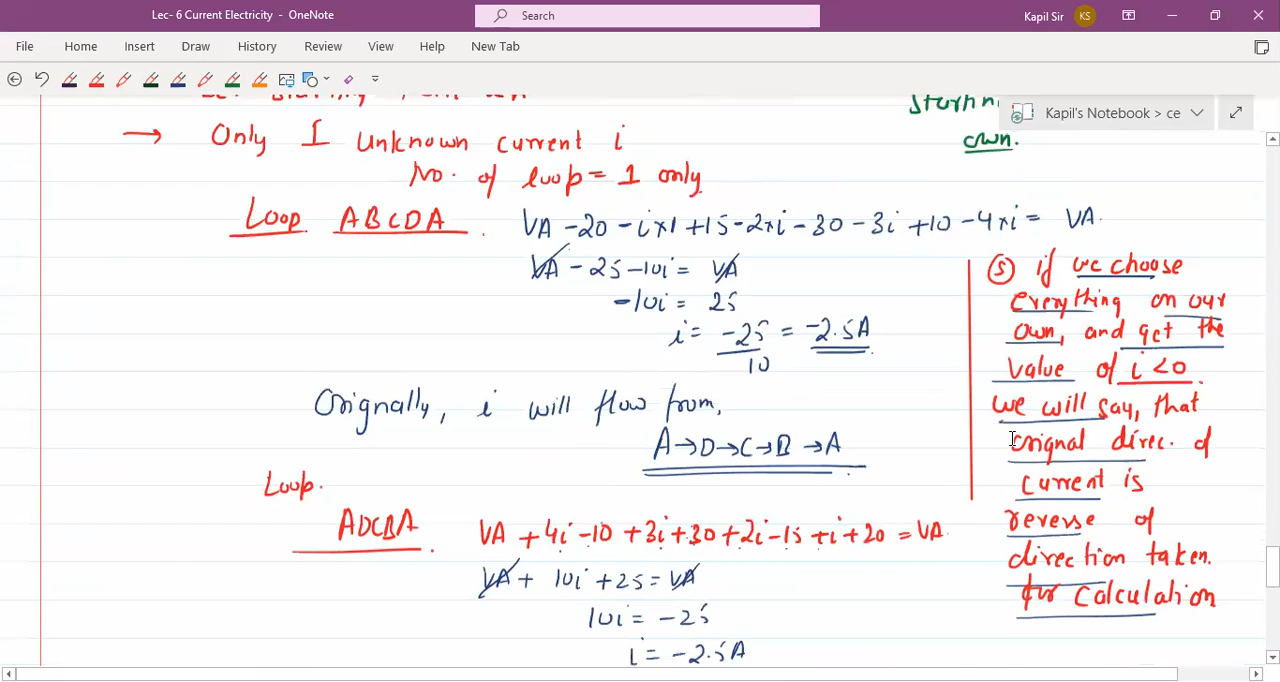 Lec- 6 Current Electricity - OneNote
Search
Kapil Sir KS
File Home Insert Draw History Review View Help New Tab
Kapil's Notebook > ce
own.
→ Only 1 Unknown current i
No. of loop = 1 only
Loop ABCDA. VA -20 - i×1 +15 -2×i -30 -3i +10 -4×i = VA.
VA - 25 -10i = VA
-10i = 25
i = -25/10 = -2.5A
Orignally, i will flow from,
A→D→C→B→A
Loop.
ADCBA. VA + 4i -10 +3i +30 +2i -15 +i +20 = VA.
VA + 10i + 25 = VA
10i = -25
i = -2.5A
⑤ if we choose
everything on our
own, and get the
value of i<0.
we will say, that
orignal direc. of
current is
reverse of
direction taken.
for calculation